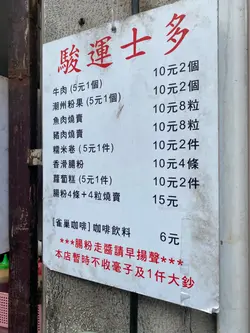 駿運士多
牛肉 (5元1個) 10元2個
潮州粉果 (5元1個) 10元2個
魚肉燒賣 10元8粒
豬肉燒賣 10元8粒
糯米卷 (5元1個) 10元2件
香滑腸粉 10元4條
蘿蔔糕 (5元1個) 10元2件
腸粉4條+4粒燒賣 15元
[雀巢咖啡] 咖啡飲料 6元
***腸粉走醬請早揚聲***
本店暫時不收毫子及1仟大鈔